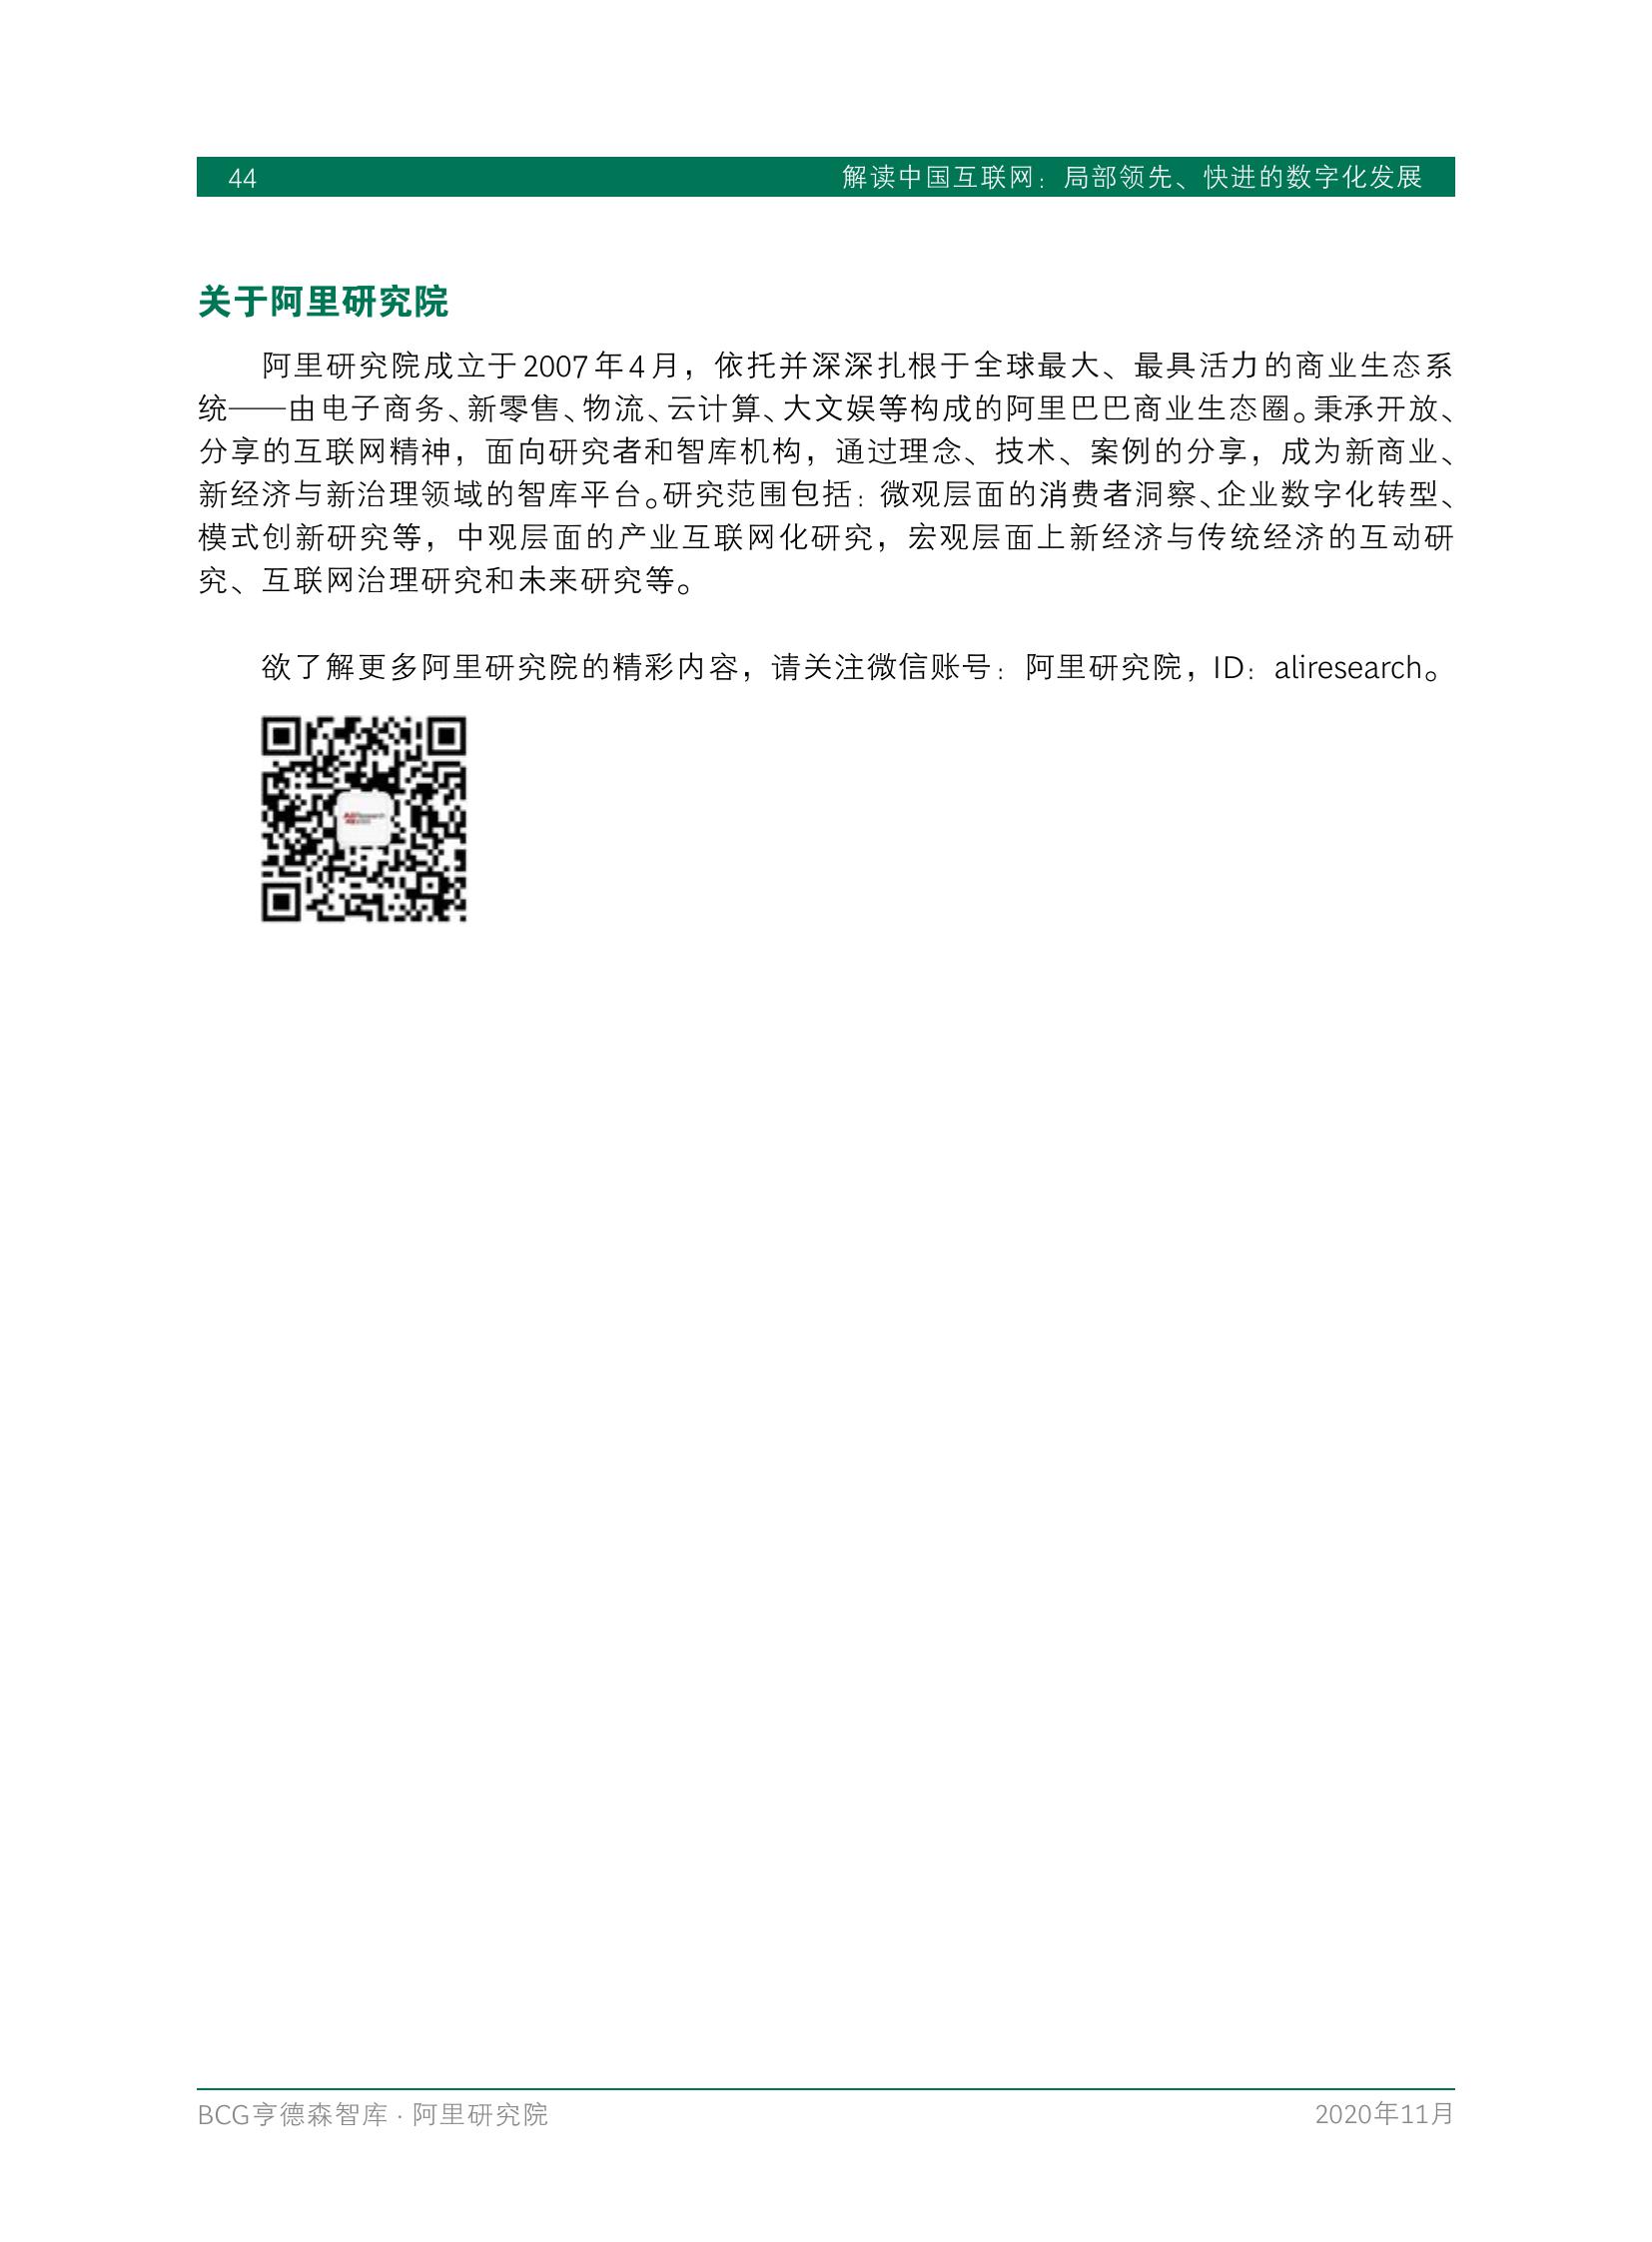 44
解读中国互联网：局部领先、快进的数字化发展
关于阿里研究院
阿里研究院成立于2007年4月，依托并深深扎根于全球最大、最具活力的商业生态系
统——由电子商务、新零售、物流、云计算、大文娱等构成的阿里巴巴商业生态圈。秉承开放、
分享的互联网精神，面向研究者和智库机构，通过理念、技术、案例的分享，成为新商业、
新经济与新治理领域的智库平台。研究范围包括：微观层面的消费者洞察、企业数字化转型、
模式创新研究等，中观层面的产业互联网化研究，宏观层面上新经济与传统经济的互动研
究、互联网治理研究和未来研究等。
欲了解更多阿里研究院的精彩内容，请关注微信账号：阿里研究院，ID：aliresearch。
BCG亨德森智库 · 阿里研究院
2020年11月